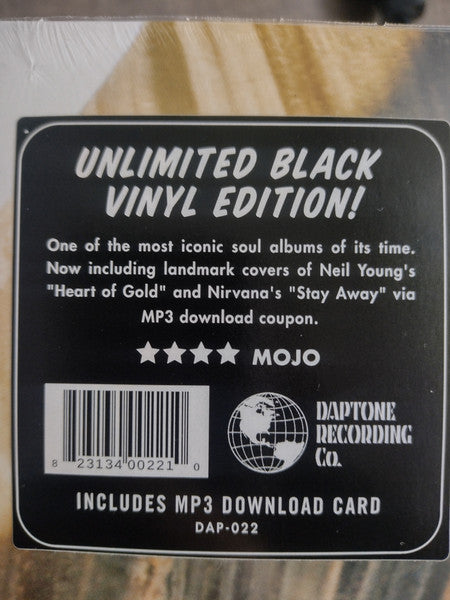 UNLIMITED BLACK
VINYL EDITION!
One of the most iconic soul albums of its time.
Now including landmark covers of Neil Young's
"Heart of Gold" and Nirvana's "Stay Away" via
MP3 download coupon.
★★★★ MOJO
8 23134 00221 0
DAPTONE
RECORDING
Co.
INCLUDES MP3 DOWNLOAD CARD
DAP-022